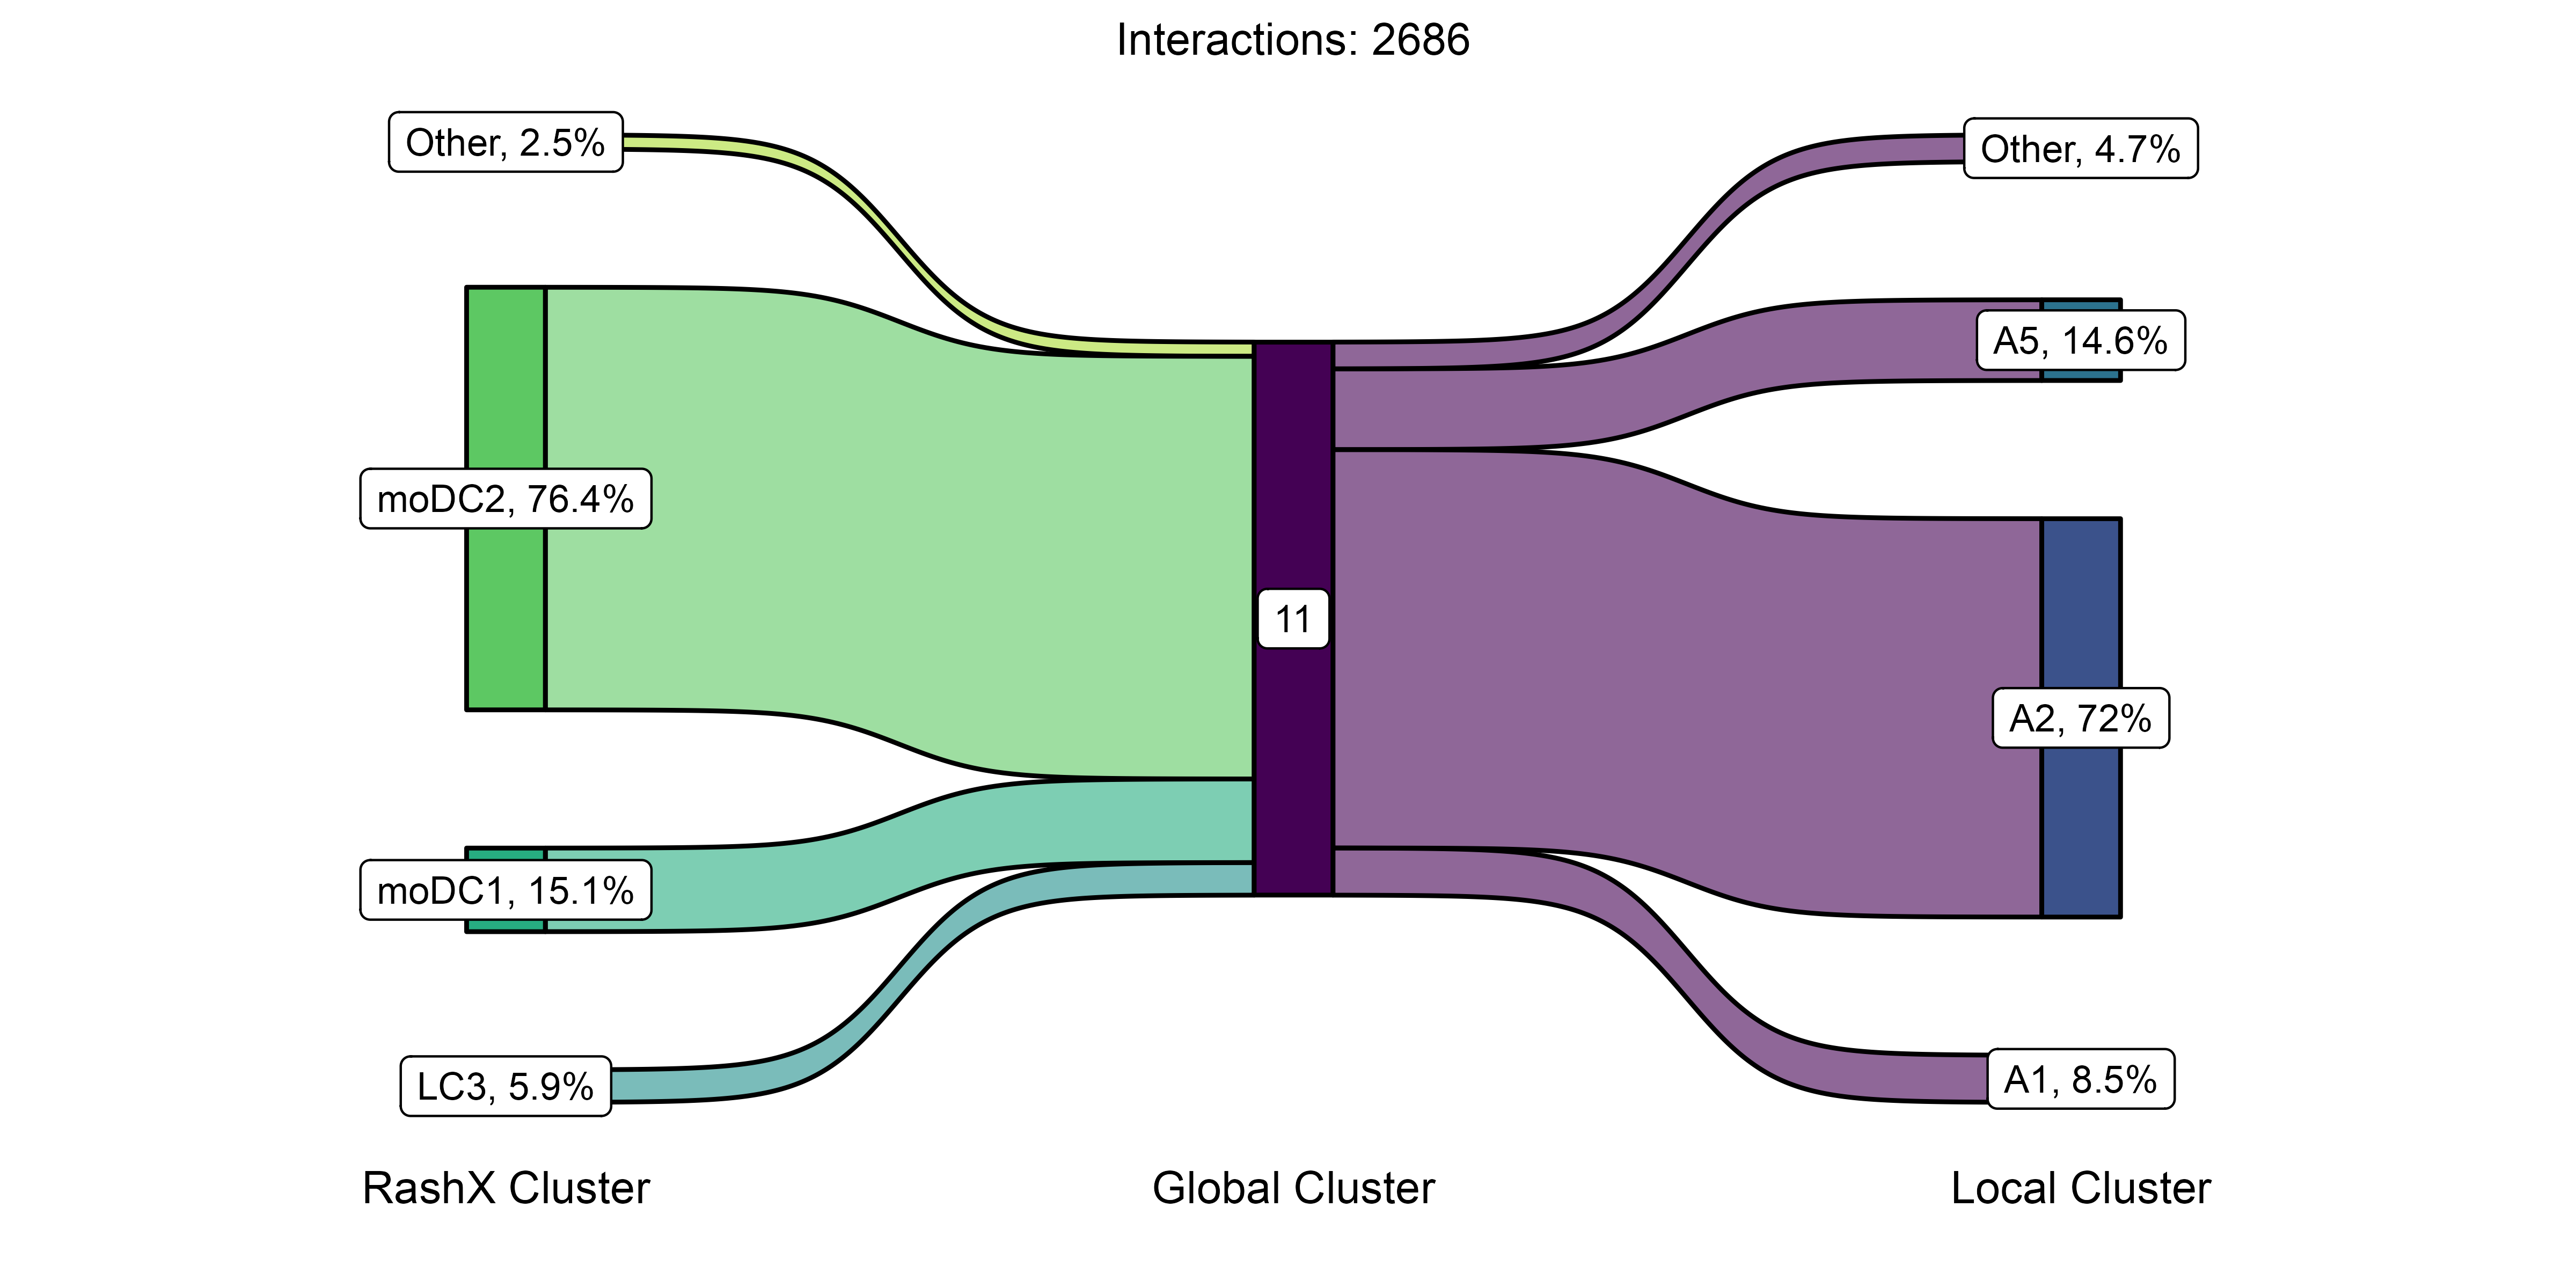 Interactions: 2686
Other, 2.5%
Other, 4.7%
A5, 14.6%
moDC2, 76.4%
11
A2, 72%
moDC1, 15.1%
LC3, 5.9%
A1, 8.5%
RashX Cluster
Global Cluster
Local Cluster